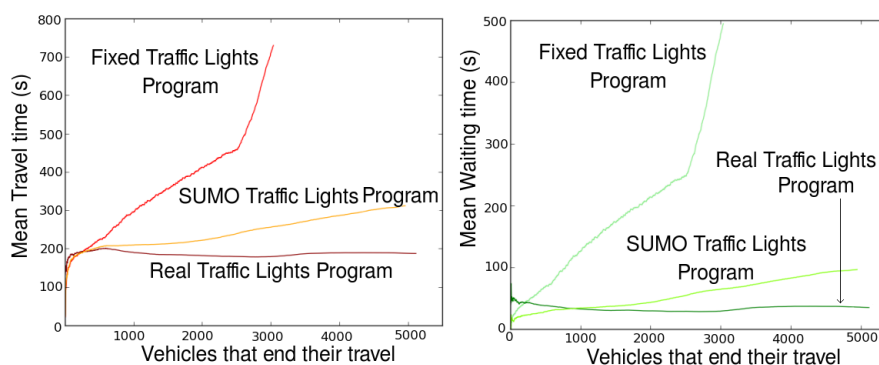 Mean Travel time (s)
800
700
600
500
400
300
200
100
0
Fixed Traffic Lights
Program
SUMO Traffic Lights Program
Real Traffic Lights Program
1000
2000
3000
4000
5000
Vehicles that end their travel
Mean Waiting time (s)
500
400
300
200
100
0
Fixed Traffic Lights
Program
Real Traffic Lights
Program
SUMO Traffic Lights
Program
0
1000
2000
3000
4000
5000
Vehicles that end their travel